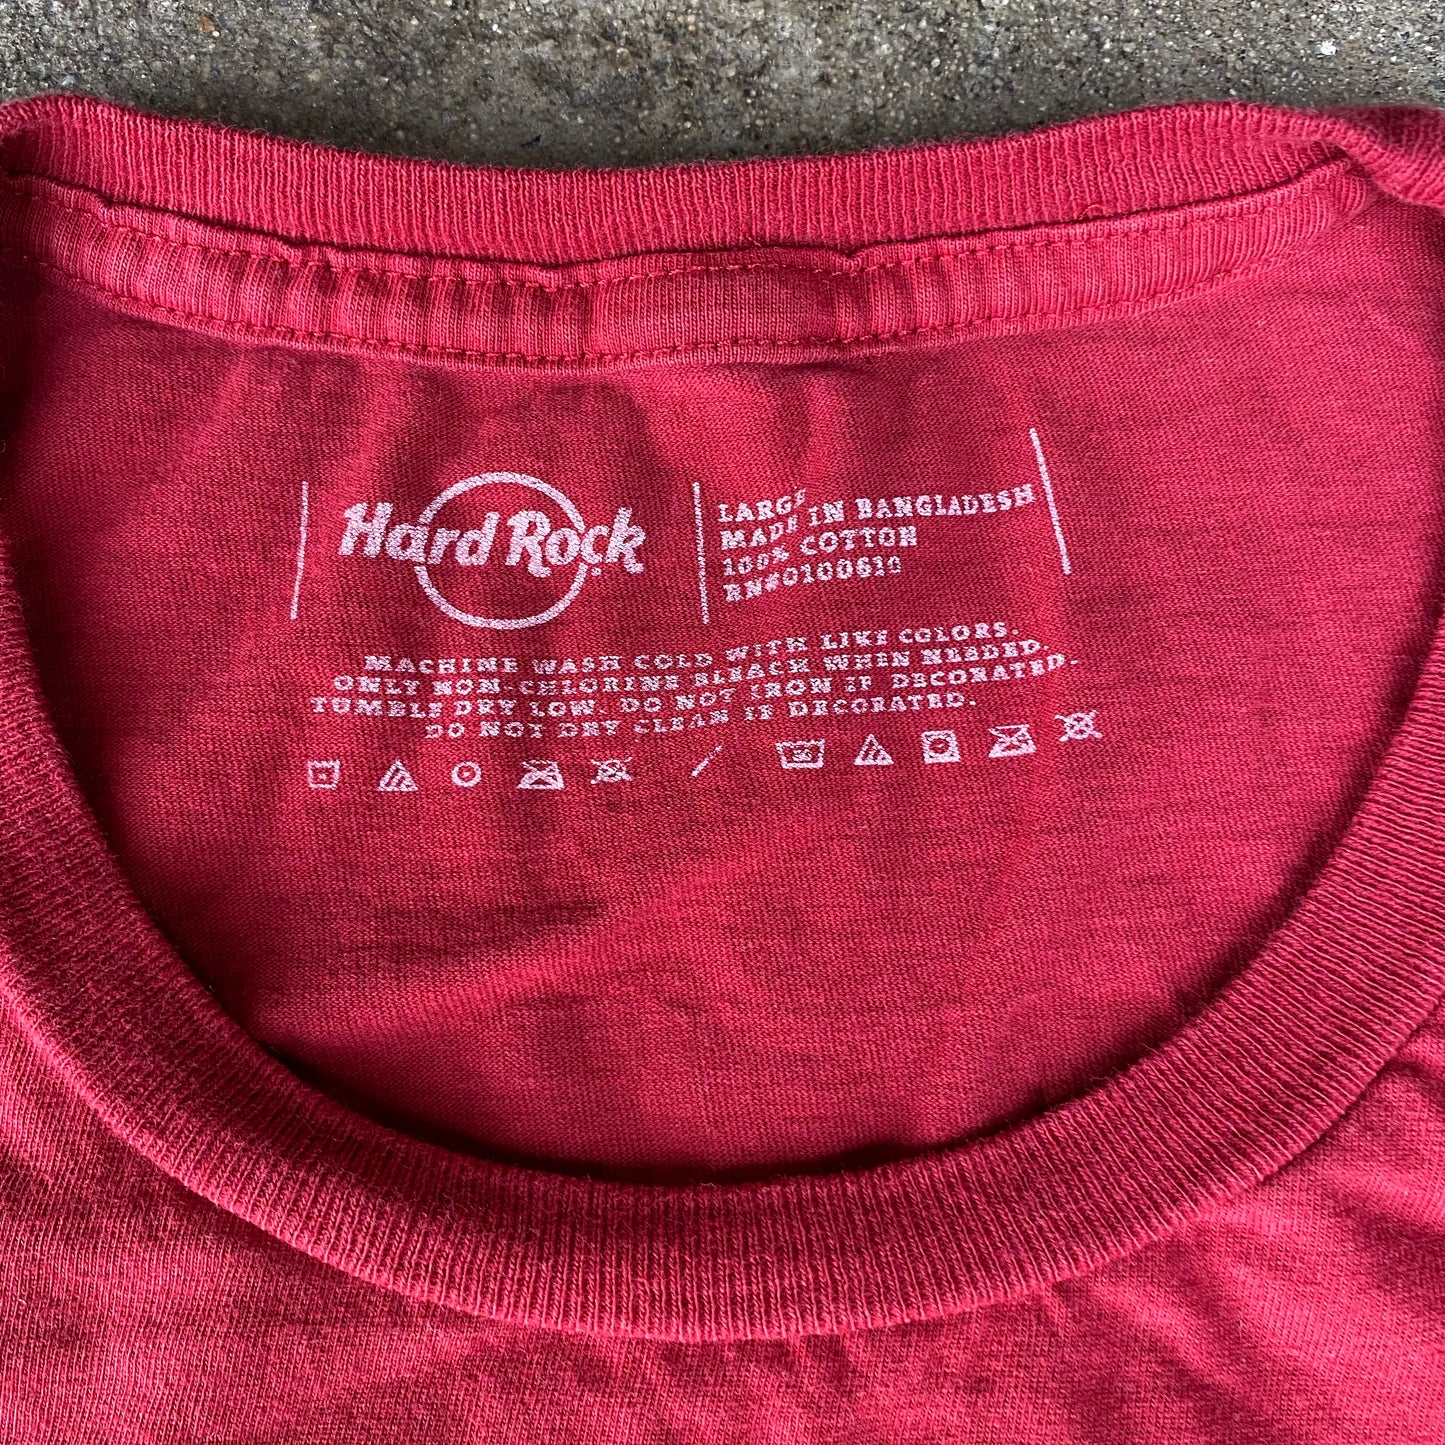 Hard Rock
LARGE
MADE IN BANGLADESH
100% COTTON
RN#0100610
MACHINE WASH COLD WITH LIKE COLORS.
ONLY NON-CHLORINE BLEACH WHEN NEEDED.
TUMBLE DRY LOW. DO NOT IRON IF DECORATED.
DO NOT DRY CLEAN IF DECORATED.